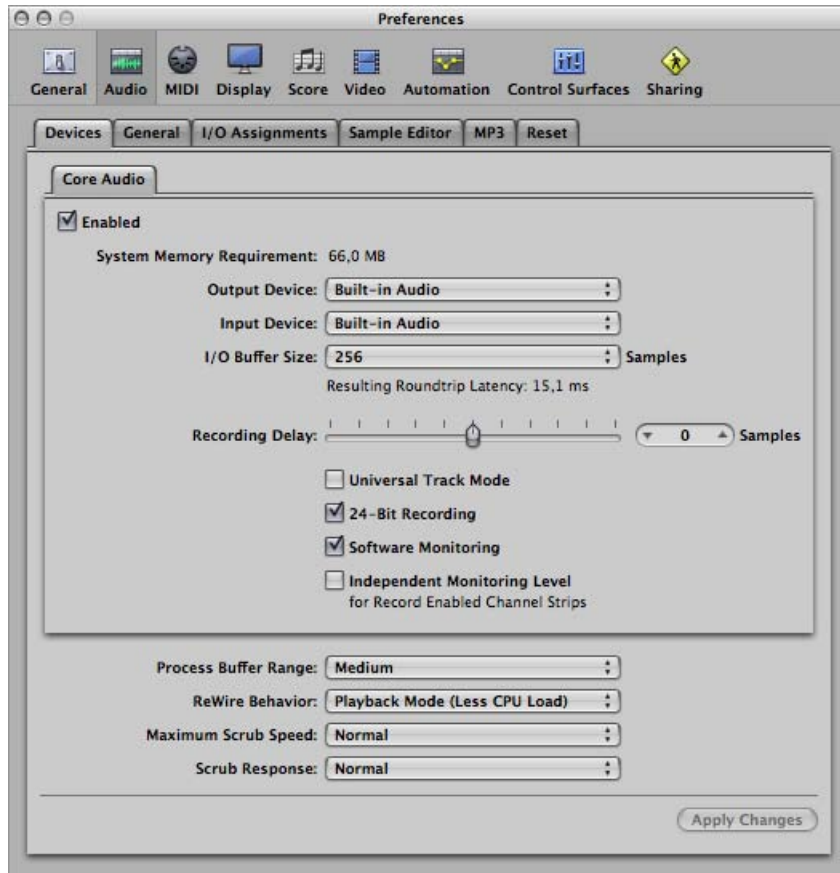 Preferences
General Audio MIDI Display Score Video Automation Control Surfaces Sharing
Devices General I/O Assignments Sample Editor MP3 Reset
Core Audio
Enabled
System Memory Requirement: 66,0 MB
Output Device: Built-in Audio
Input Device: Built-in Audio
I/O Buffer Size: 256 Samples
Resulting Roundtrip Latency: 15,1 ms
Recording Delay: 0 Samples
Universal Track Mode
24-Bit Recording
Software Monitoring
Independent Monitoring Level
for Record Enabled Channel Strips
Process Buffer Range: Medium
ReWire Behavior: Playback Mode (Less CPU Load)
Maximum Scrub Speed: Normal
Scrub Response: Normal
Apply Changes